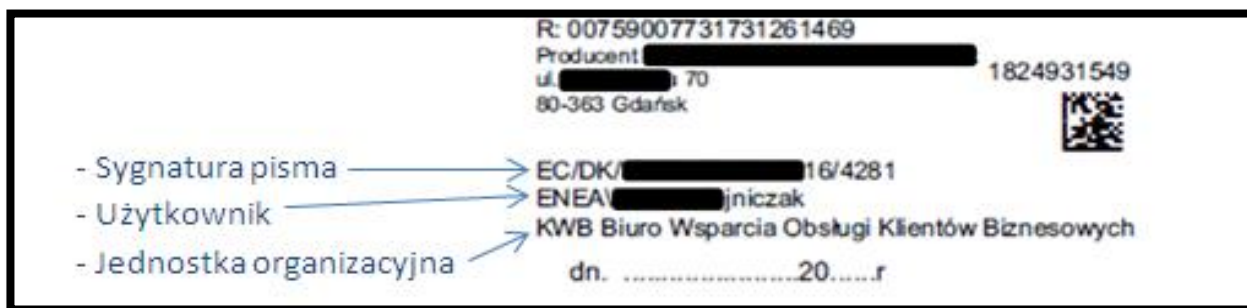 R: 00759007731731261469
Producent
ul. 70
80-363 Gdańsk
1824931549
- Sygnatura pisma
- Użytkownik
- Jednostka organizacyjna
EC/DK/ 16/4281
ENEA\ jniczak
KWB Biuro Wsparcia Obsługi Klientów Biznesowych
dn. ........................20......r